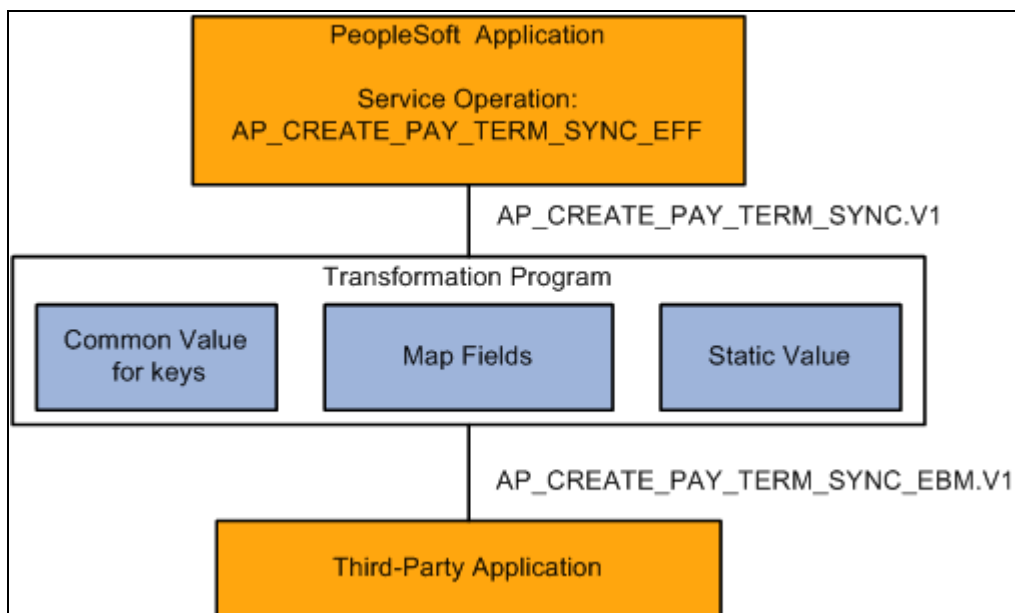 PeopleSoft Application
Service Operation:
AP_CREATE_PAY_TERM_SYNC_EFF
AP_CREATE_PAY_TERM_SYNC.V1
Transformation Program
Common Value
for keys
Map Fields
Static Value
AP_CREATE_PAY_TERM_SYNC_EBM.V1
Third-Party Application